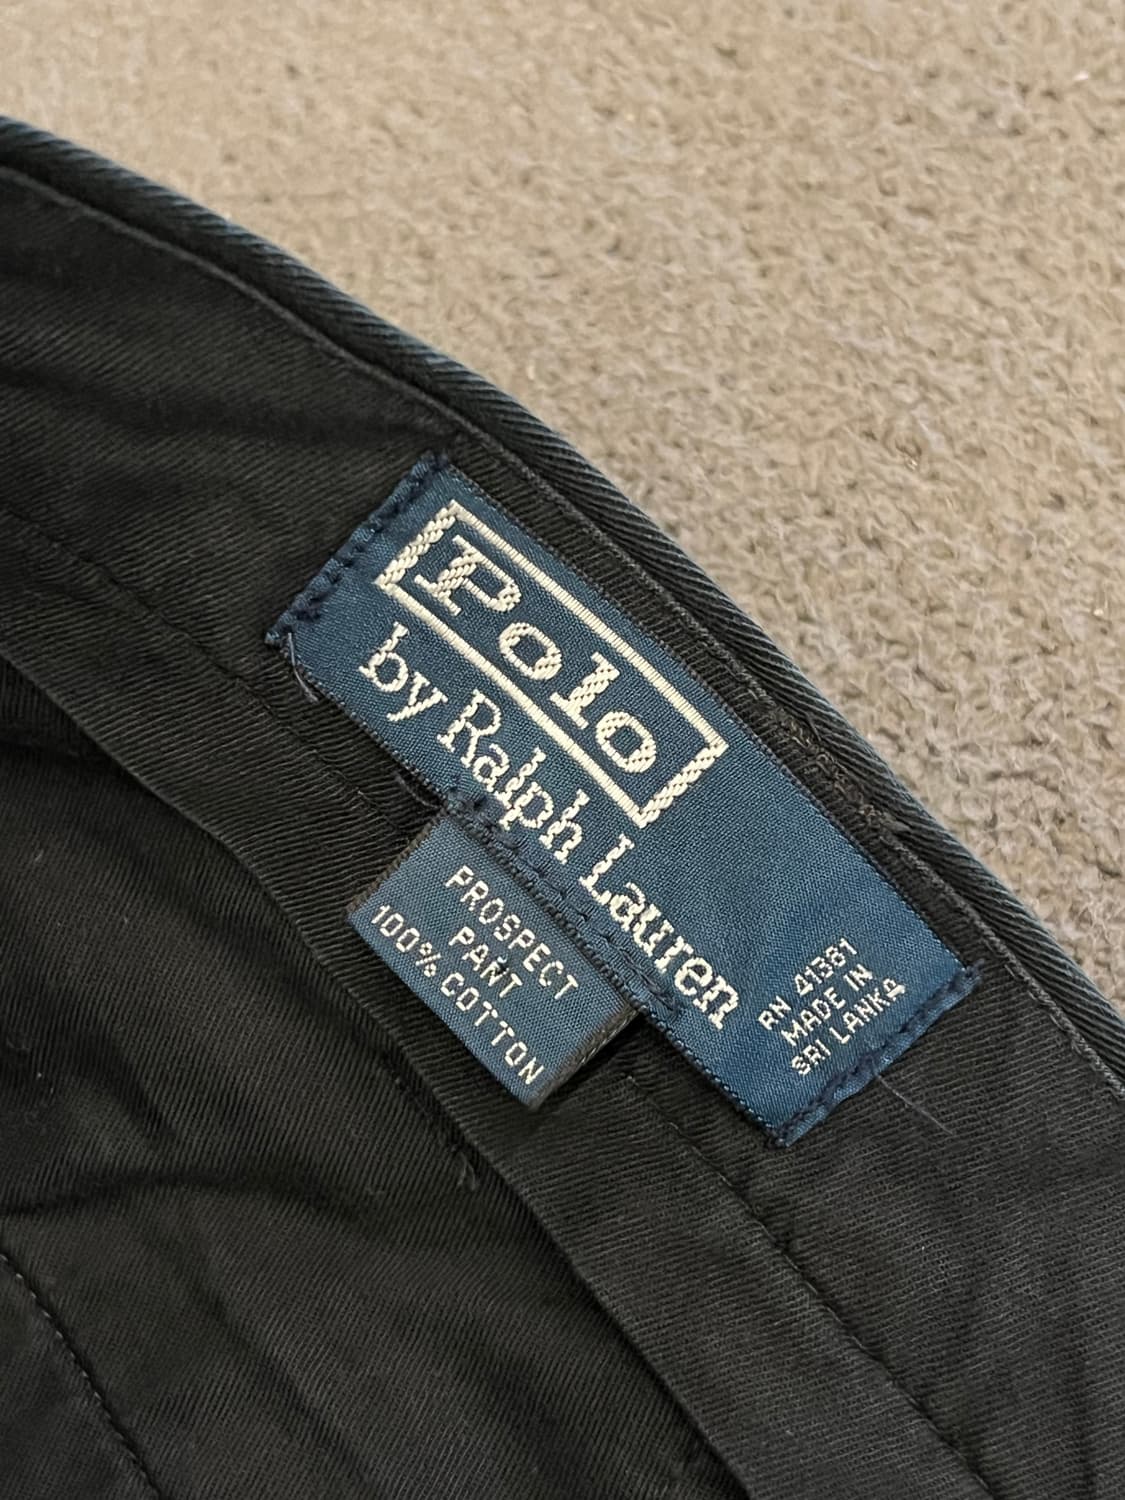 Polo
by Ralph Lauren
RN 41381
MADE IN
SRI LANKA
PROSPECT
PANT
100% COTTON